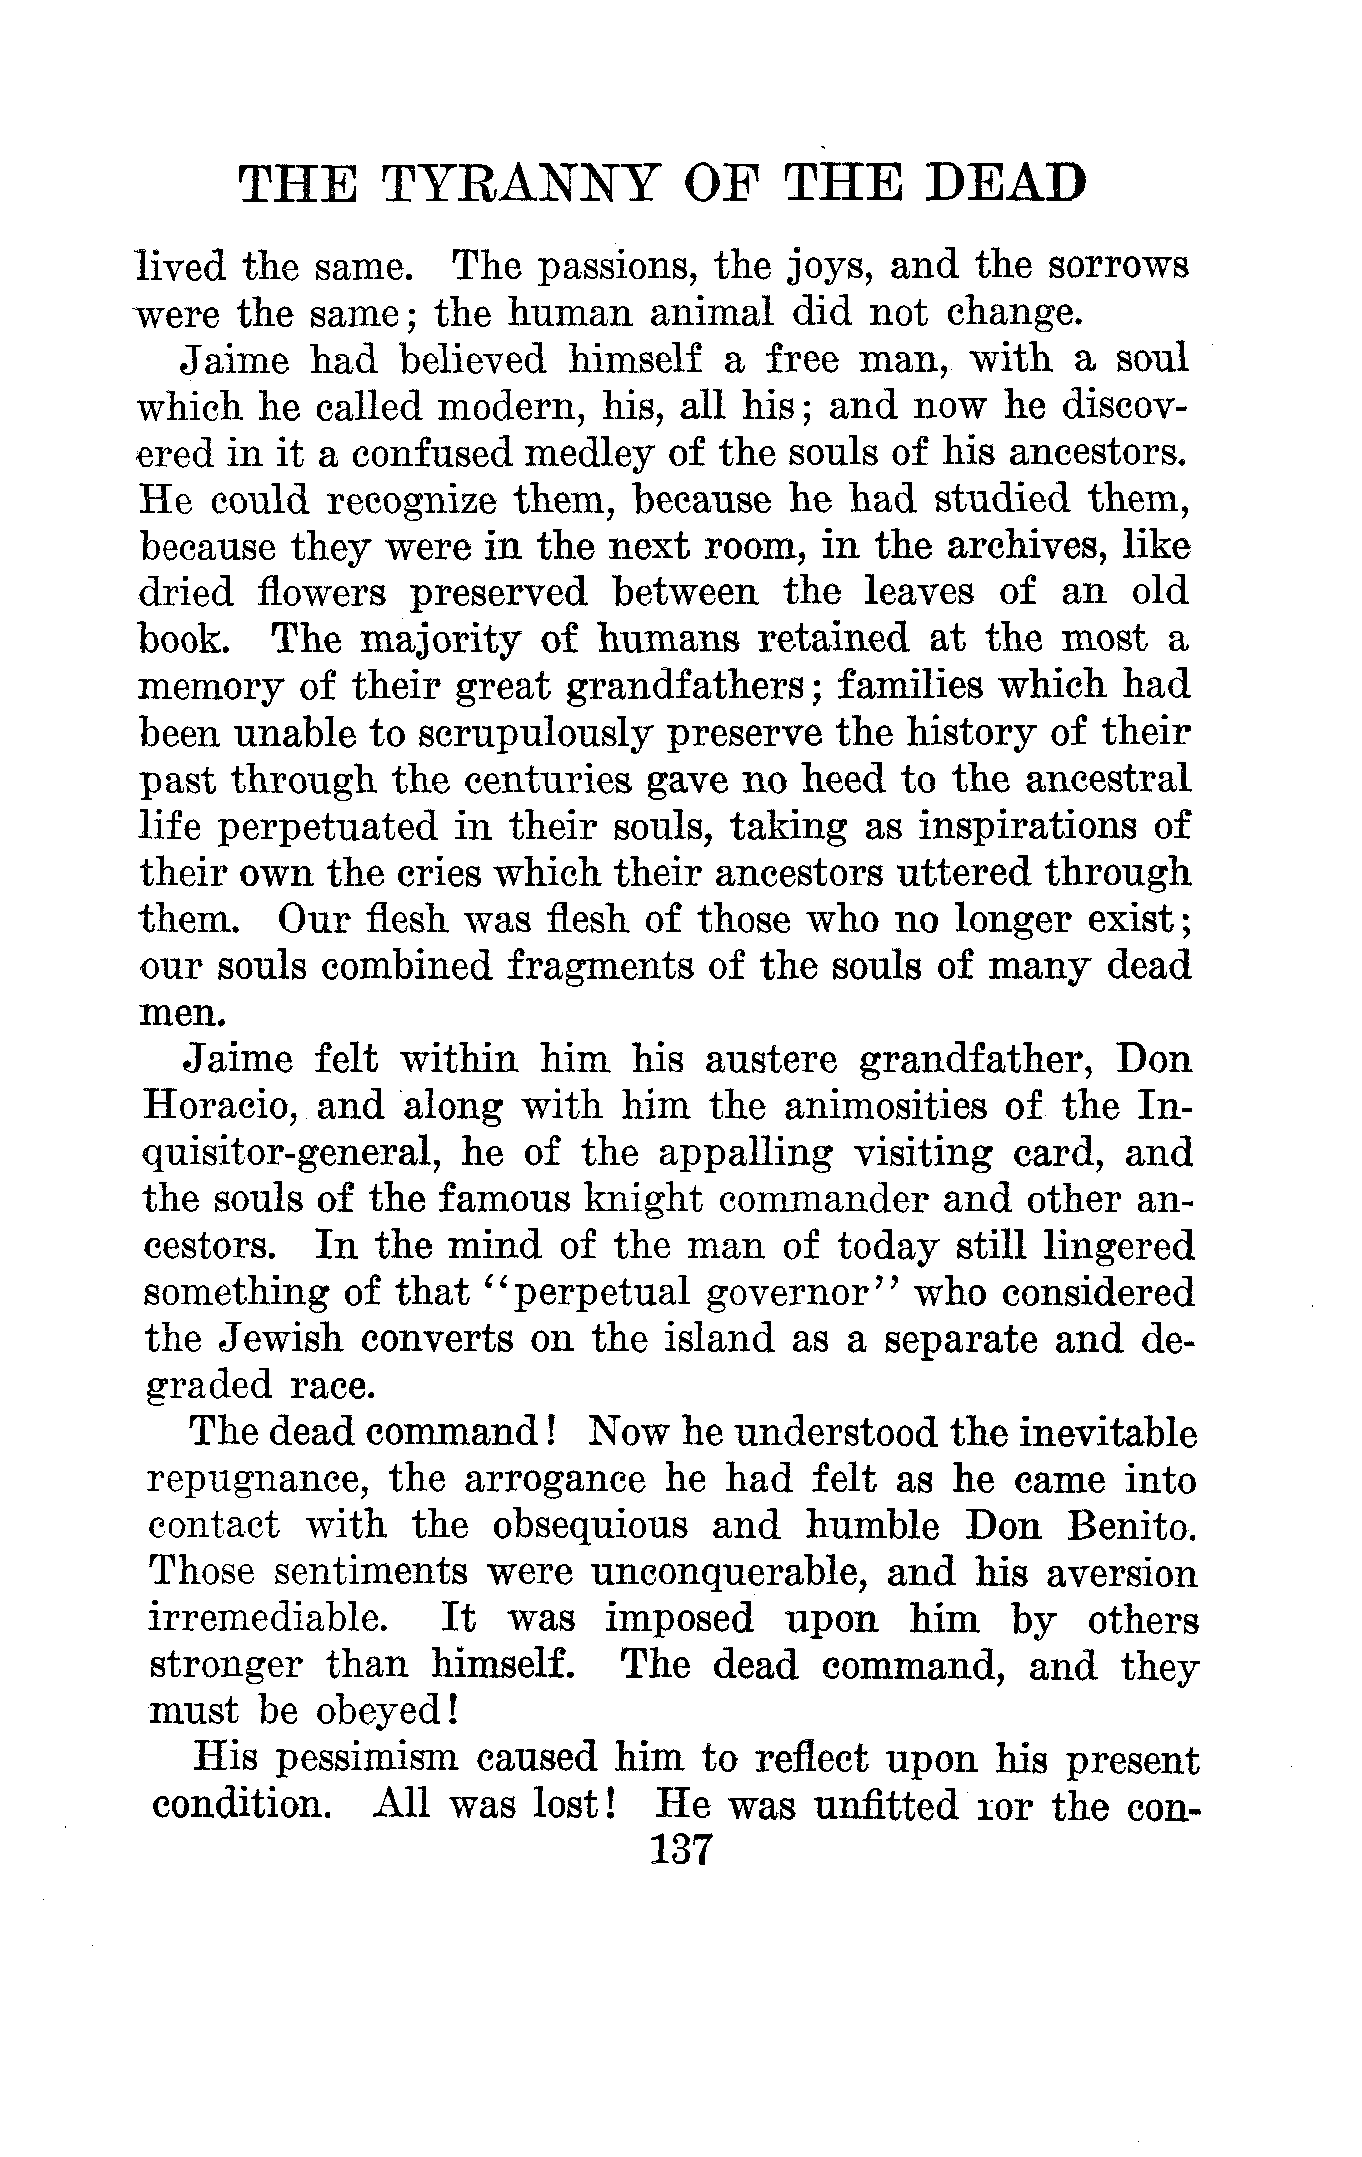 THE TYRANNY OF THE DEAD
lived the same. The passions, the joys, and the sorrows
were the same; the human animal did not change.
Jaime had believed himself a free man, with a soul
which he called modern, his, all his; and now he discov-
ered in it a confused medley of the souls of his ancestors.
He could recognize them, because he had studied them,
because they were in the next room, in the archives, like
dried flowers preserved between the leaves of an old
book. The majority of humans retained at the most a
memory of their great grandfathers; families which had
been unable to scrupulously preserve the history of their
past through the centuries gave no heed to the ancestral
life perpetuated in their souls, taking as inspirations of
their own the cries which their ancestors uttered through
them. Our flesh was flesh of those who no longer exist;
our souls combined fragments of the souls of many dead
men.
Jaime felt within him his austere grandfather, Don
Horacio, and along with him the animosities of the In-
quisitor-general, he of the appalling visiting card, and
the souls of the famous knight commander and other an-
cestors. In the mind of the man of today still lingered
something of that "perpetual governor" who considered
the Jewish converts on the island as a separate and de-
graded race.
The dead command! Now he understood the inevitable
repugnance, the arrogance he had felt as he came into
contact with the obsequious and humble Don Benito.
Those sentiments were unconquerable, and his aversion
irremediable. It was imposed upon him by others
stronger than himself. The dead command, and they
must be obeyed!
His pessimism caused him to reflect upon his present
condition. All was lost! He was unfitted for the con-
137